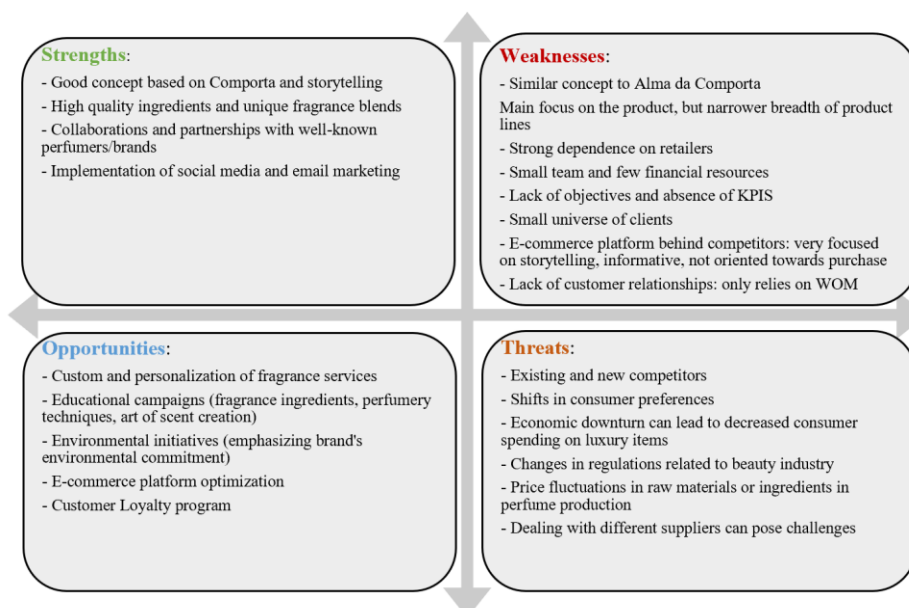 Strengths:
- Good concept based on Comporta and storytelling
- High quality ingredients and unique fragrance blends
- Collaborations and partnerships with well-known
perfumers/brands
- Implementation of social media and email marketing
Weaknesses:
- Similar concept to Alma da Comporta
Main focus on the product, but narrower breadth of product
lines
- Strong dependence on retailers
- Small team and few financial resources
- Lack of objectives and absence of KPIS
- Small universe of clients
- E-commerce platform behind competitors: very focused
on storytelling, informative, not oriented towards purchase
- Lack of customer relationships: only relies on WOM
Opportunities:
- Custom and personalization of fragrance services
- Educational campaigns (fragrance ingredients, perfumery
techniques, art of scent creation)
- Environmental initiatives (emphasizing brand's
environmental commitment)
- E-commerce platform optimization
- Customer Loyalty program
Threats:
- Existing and new competitors
- Shifts in consumer preferences
- Economic downturn can lead to decreased consumer
spending on luxury items
- Changes in regulations related to beauty industry
- Price fluctuations in raw materials or ingredients in
perfume production
- Dealing with different suppliers can pose challenges